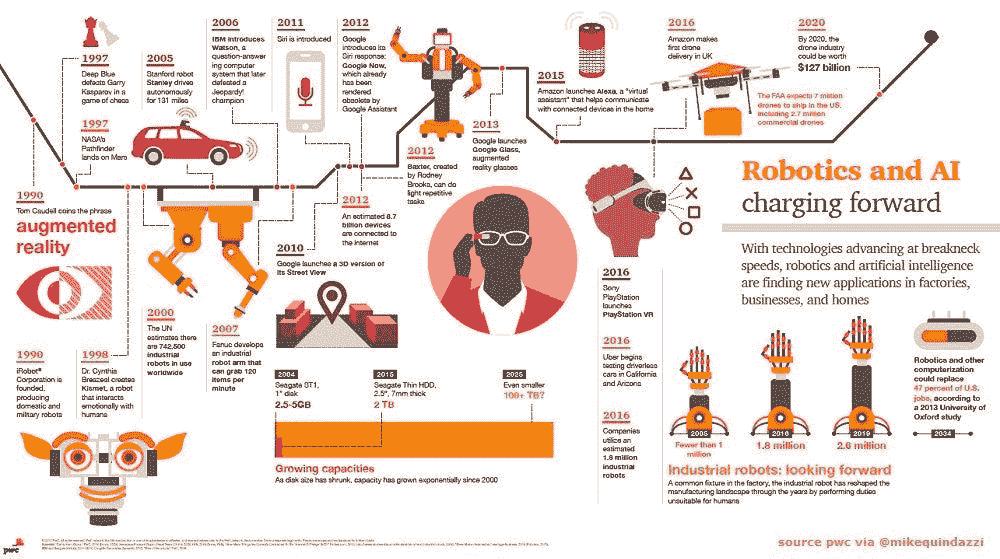 1997
Deep Blue
defeats Garry
Kasparov in a
game of chess
1997
NASA's
Pathfinder
lands on Mars
1990
Tom Caudell coins the phrase
augmented
reality
1990
iRobot®
Corporation is
founded,
producing
domestic and
military robots
1998
Dr. Cynthia
Breazeal creates
Kismet, a robot
that interacts
emotionally with
humans
2005
Stanford robot
Stanley drives
autonomously
for 131 miles
2000
The UN
estimates there
are 742,500
industrial
robots in use
worldwide
2006
IBM introduces
Watson, a
question-answer
ing computer
system that later
defeated a
Jeopardy!
champion
2007
Fanuc develops
an industrial
robot arm that
can grab 120
items per
minute
2011
Siri is introduced
2010
Google launches a 3D version of
its Street View
2012
Google
introduces its
Siri response:
Google Now,
which already
has been
rendered
obsolete by
Google Assistant
2012
Baxter, created
by Rodney
Brooks, can do
light repetitive
tasks
2012
An estimated 8.7
billion devices
are connected to
the internet
2013
Google launches
Google Glass,
augmented
reality glasses
2015
Amazon launches Alexa, a "virtual
assistant" that helps communicate
with connected devices in the home
2016
Amazon makes
first drone
delivery in UK
2020
By 2020, the
drone industry
could be worth
$127 billion
The FAA expects 7 million
drones to ship in the US,
including 2.7 million
commercial drones
Robotics and AI
charging forward
With technologies advancing at breakneck
speeds, robotics and artificial intelligence
are finding new applications in factories,
businesses, and homes
2016
Sony
PlayStation
launches
PlayStation VR
2016
Uber begins
testing driverless
cars in California
and Arizona
2016
Companies
utilize an
estimated
1.8 million
industrial
robots
2004
Seagate ST1,
1" disk
2.5-5GB
2015
Seagate Thin HDD,
2.5", 7mm thick
2 TB
2025
Even smaller
100+ TB?
Growing capacities
As disk size has shrunk, capacity has grown exponentially since 2000
2005
Fewer than 1
million
2016
1.8 million
2019
2.6 million
Industrial robots: looking forward
A common fixture in the factory, the industrial robot has reshaped the
manufacturing landscape through the years by performing duties
unsuitable for humans
Robotics and other
computerization
could replace
47 percent of U.S.
jobs, according to
a 2013 University of
Oxford study
2034
pwc
source pwc via @mikequindazzi